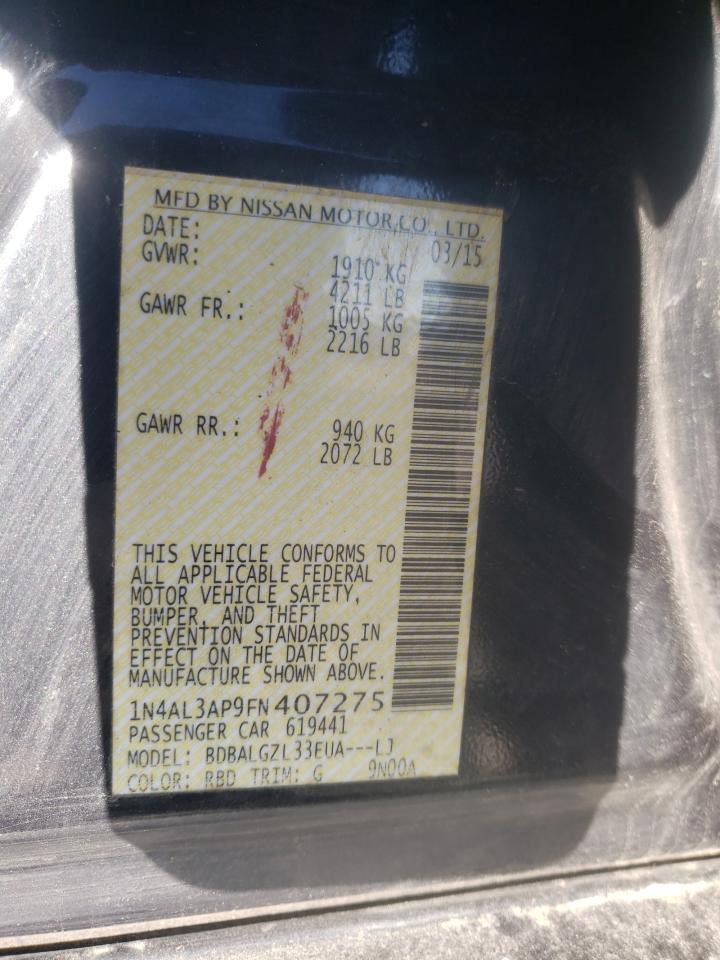 MFD BY NISSAN MOTOR CO., LTD.
DATE: 03/15
GVWR: 1910 KG
4211 LB
GAWR FR.: 1005 KG
2216 LB
GAWR RR.: 940 KG
2072 LB
THIS VEHICLE CONFORMS TO
ALL APPLICABLE FEDERAL
MOTOR VEHICLE SAFETY,
BUMPER, AND THEFT
PREVENTION STANDARDS IN
EFFECT ON THE DATE OF
MANUFACTURE SHOWN ABOVE.
1N4AL3AP9FN407275
PASSENGER CAR 619441
MODEL: BDBALGZL33EUA---LJ
COLOR: RBD TRIM: G 9N00A